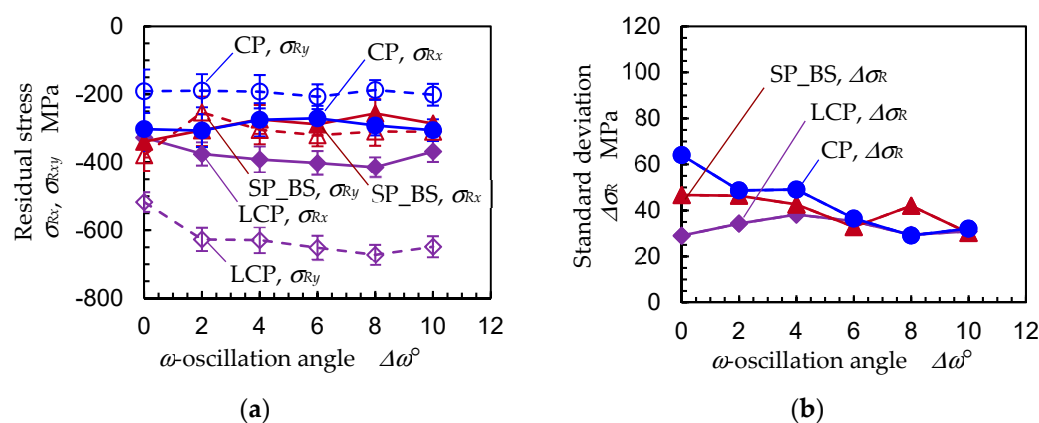 Residual stress
σRx, σRxy MPa
0
-200
-400
-600
-800
CP, σRy
CP, σRx
SP_BS, σRy
SP_BS, σRx
LCP, σRx
LCP, σRy
0 2 4 6 8 10 12
ω-oscillation angle Δω°
(a)
Standard deviation
ΔσR MPa
120
100
80
60
40
20
0
SP_BS, ΔσR
LCP, ΔσR
CP, ΔσR
0 2 4 6 8 10 12
ω-oscillation angle Δω°
(b)